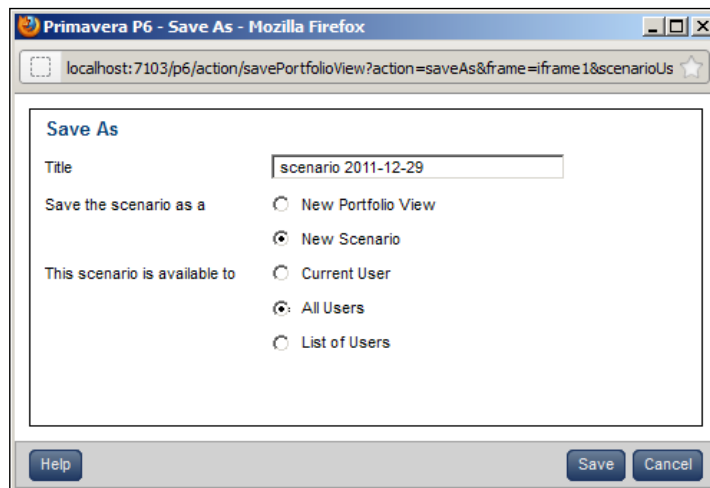 Primavera P6 - Save As - Mozilla Firefox
localhost:7103/p6/action/savePortfolioView?action=saveAs&frame=iframe1&scenarioUs
Save As
Title scenario 2011-12-29
Save the scenario as a New Portfolio View
New Scenario
This scenario is available to Current User
All Users
List of Users
Help Save Cancel